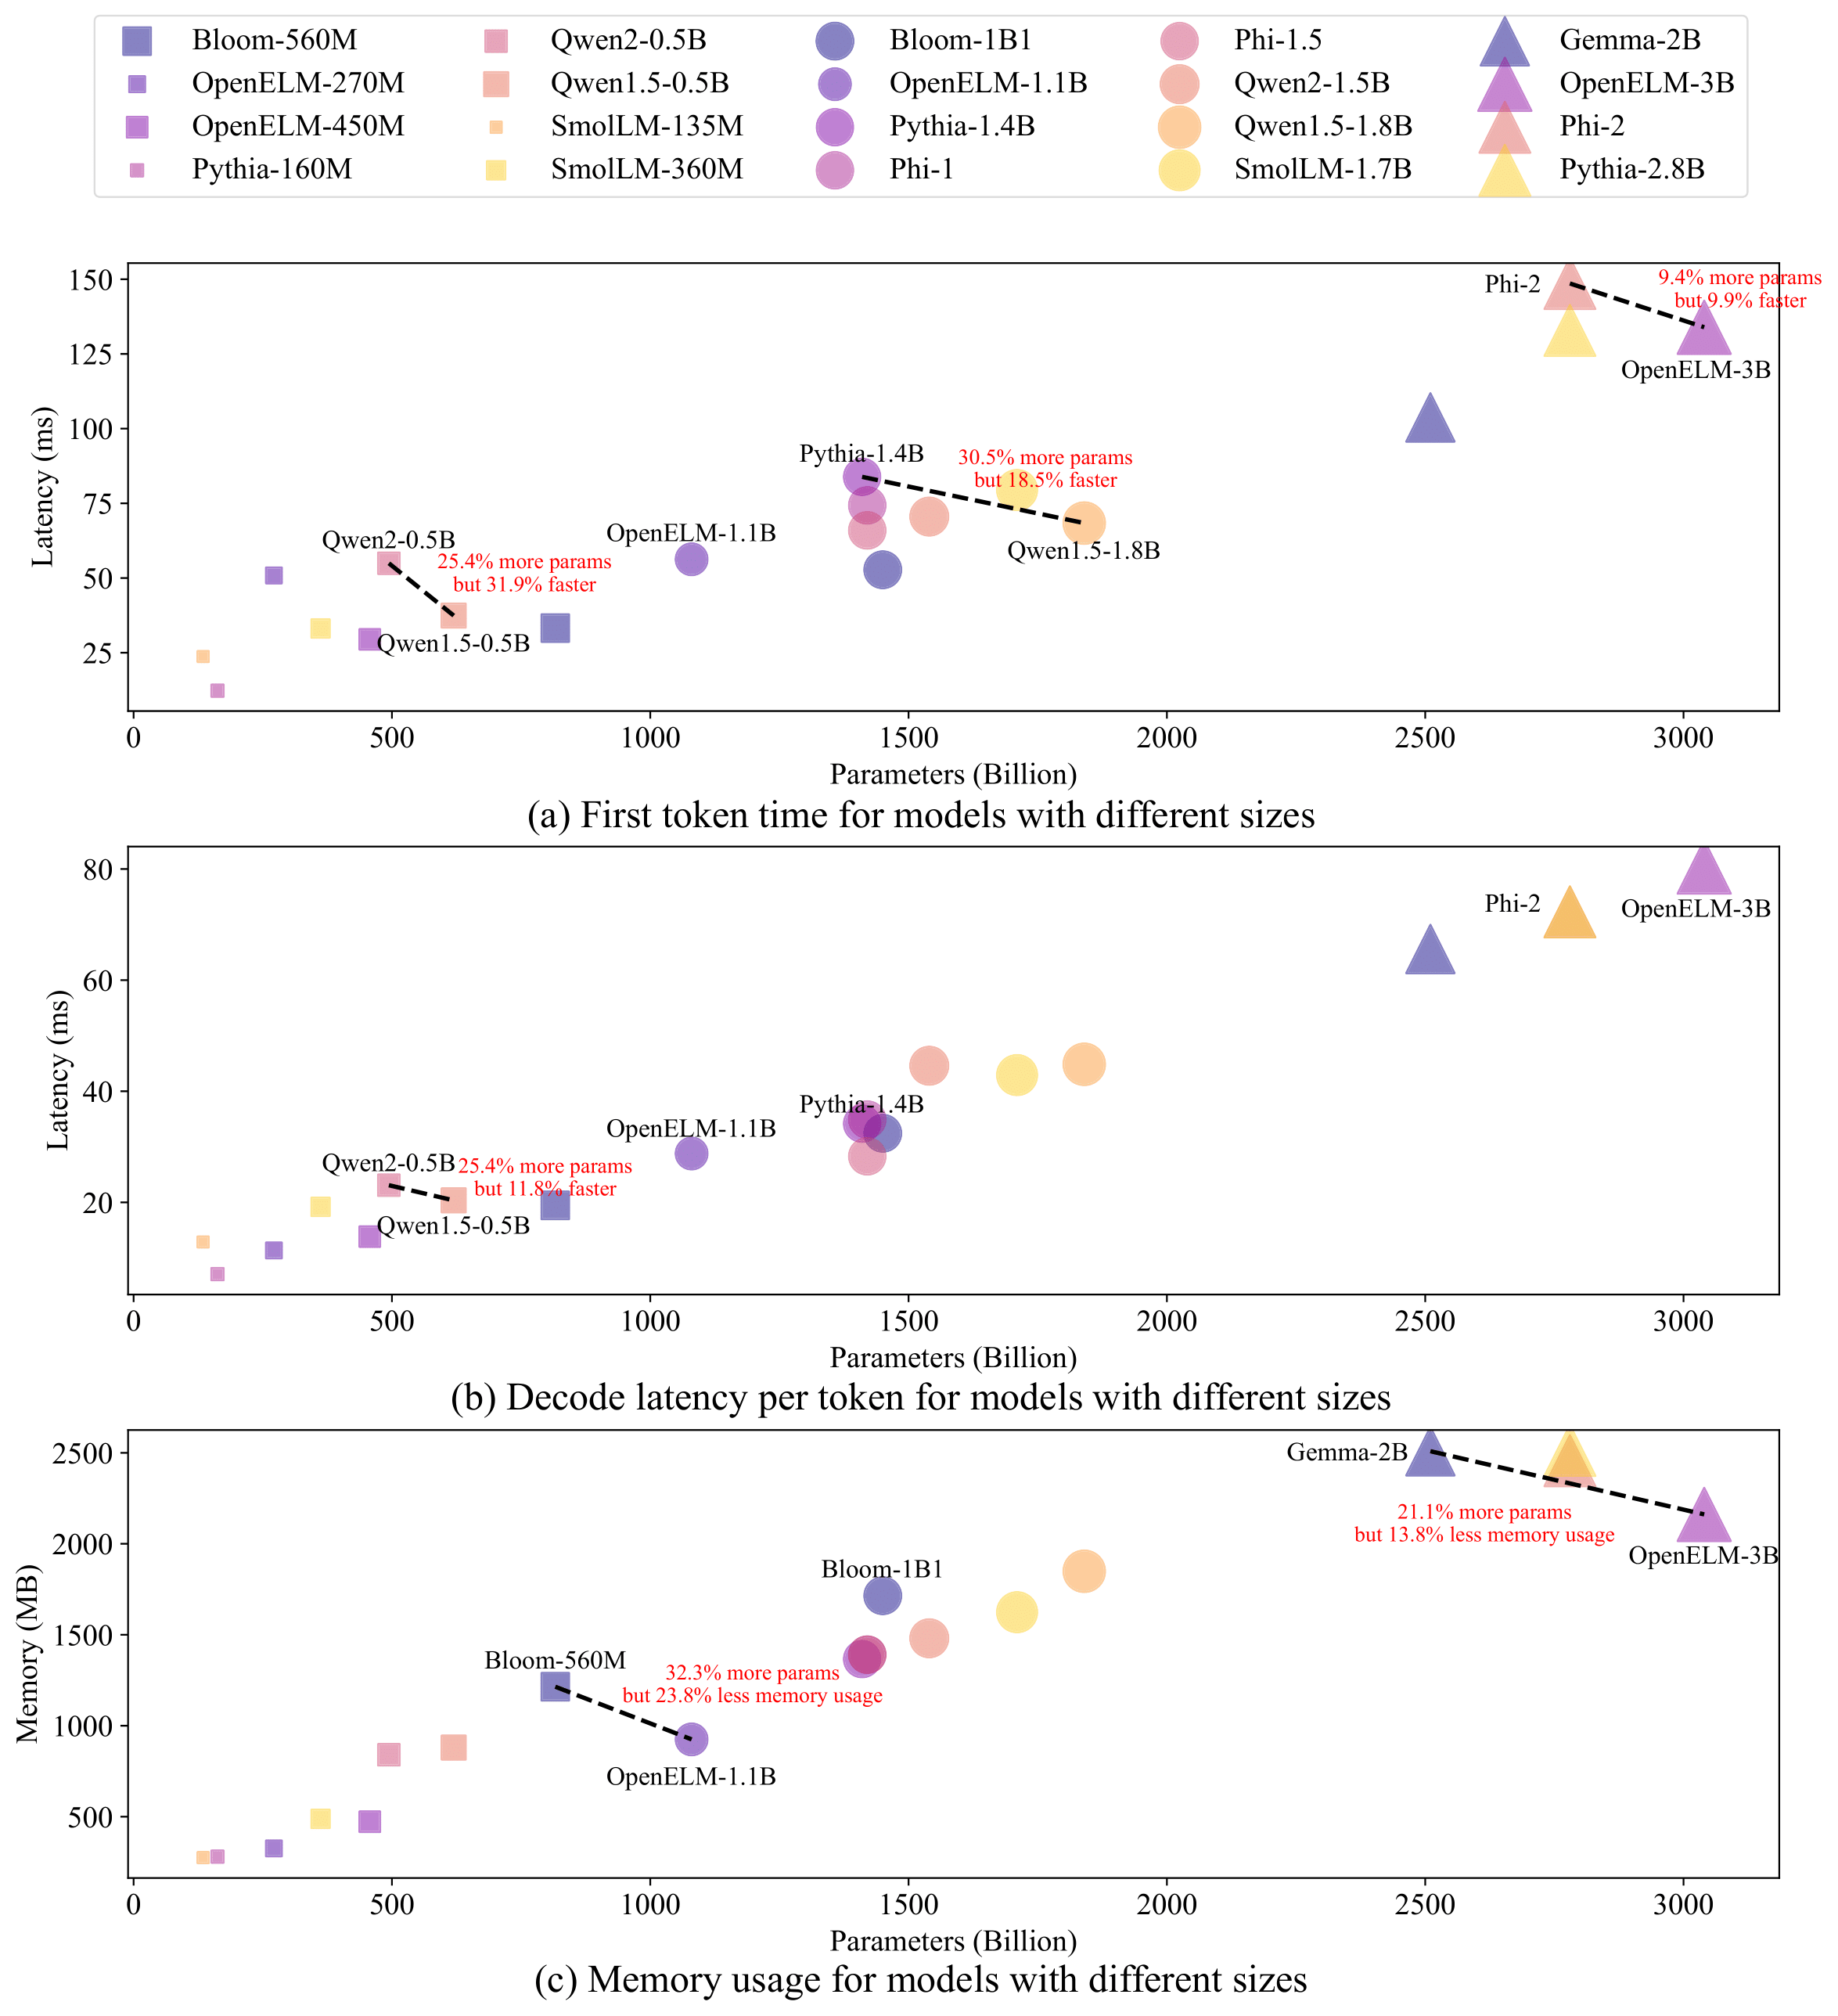 Bloom-560M Qwen2-0.5B Bloom-1B1 Phi-1.5 Gemma-2B
OpenELM-270M Qwen1.5-0.5B OpenELM-1.1B Qwen2-1.5B OpenELM-3B
OpenELM-450M SmolLM-135M Pythia-1.4B Qwen1.5-1.8B Phi-2
Pythia-160M SmolLM-360M Phi-1 SmolLM-1.7B Pythia-2.8B
150
125
100
75
50
25
Latency (ms)
Phi-2
9.4% more params
but 9.9% faster
OpenELM-3B
Pythia-1.4B
30.5% more params
but 18.5% faster
Qwen1.5-1.8B
OpenELM-1.1B
Qwen2-0.5B
25.4% more params
but 31.9% faster
Qwen1.5-0.5B
0 500 1000 1500 2000 2500 3000
Parameters (Billion)
(a) First token time for models with different sizes
80
60
40
20
Latency (ms)
Phi-2
OpenELM-3B
Pythia-1.4B
OpenELM-1.1B
Qwen2-0.5B
25.4% more params
but 11.8% faster
Qwen1.5-0.5B
0 500 1000 1500 2000 2500 3000
Parameters (Billion)
(b) Decode latency per token for models with different sizes
2500
2000
1500
1000
500
Memory (MB)
Gemma-2B
21.1% more params
but 13.8% less memory usage
OpenELM-3B
Bloom-1B1
Bloom-560M
32.3% more params
but 23.8% less memory usage
OpenELM-1.1B
0 500 1000 1500 2000 2500 3000
Parameters (Billion)
(c) Memory usage for models with different sizes